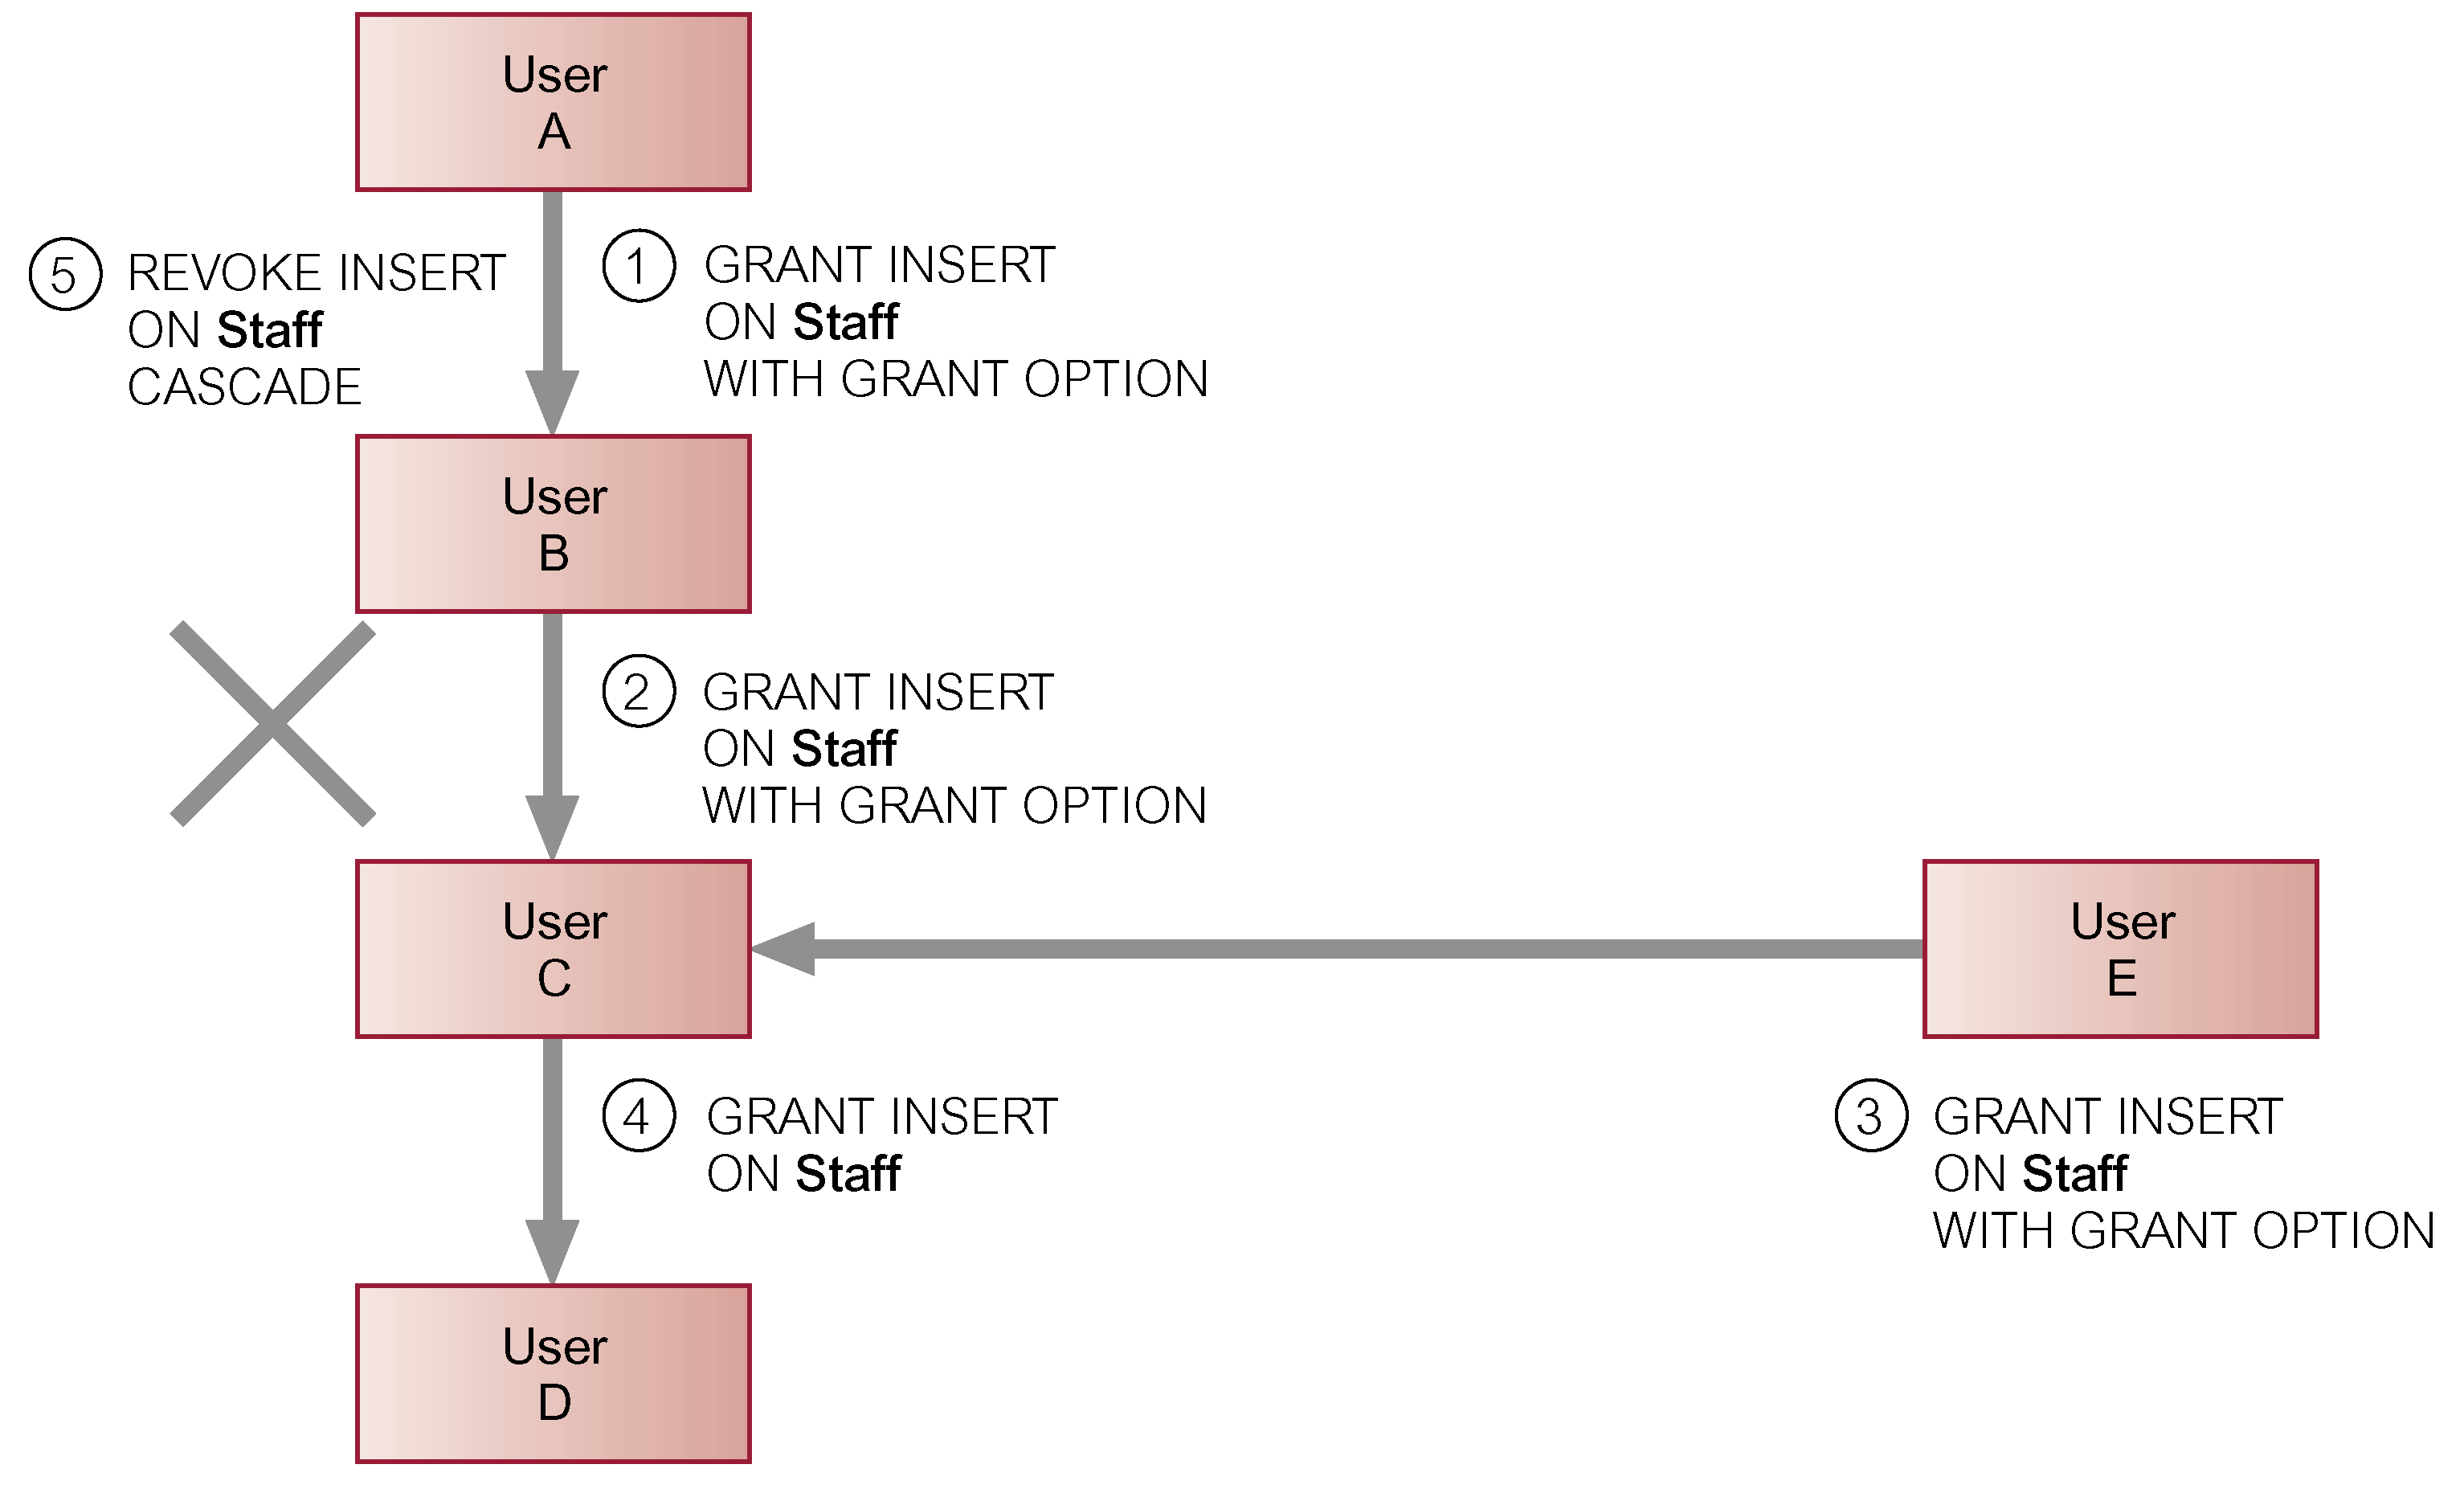 User
A
5 REVOKE INSERT
ON Staff
CASCADE
1 GRANT INSERT
ON Staff
WITH GRANT OPTION
User
B
2 GRANT INSERT
ON Staff
WITH GRANT OPTION
User
C
User
E
4 GRANT INSERT
ON Staff
3 GRANT INSERT
ON Staff
WITH GRANT OPTION
User
D